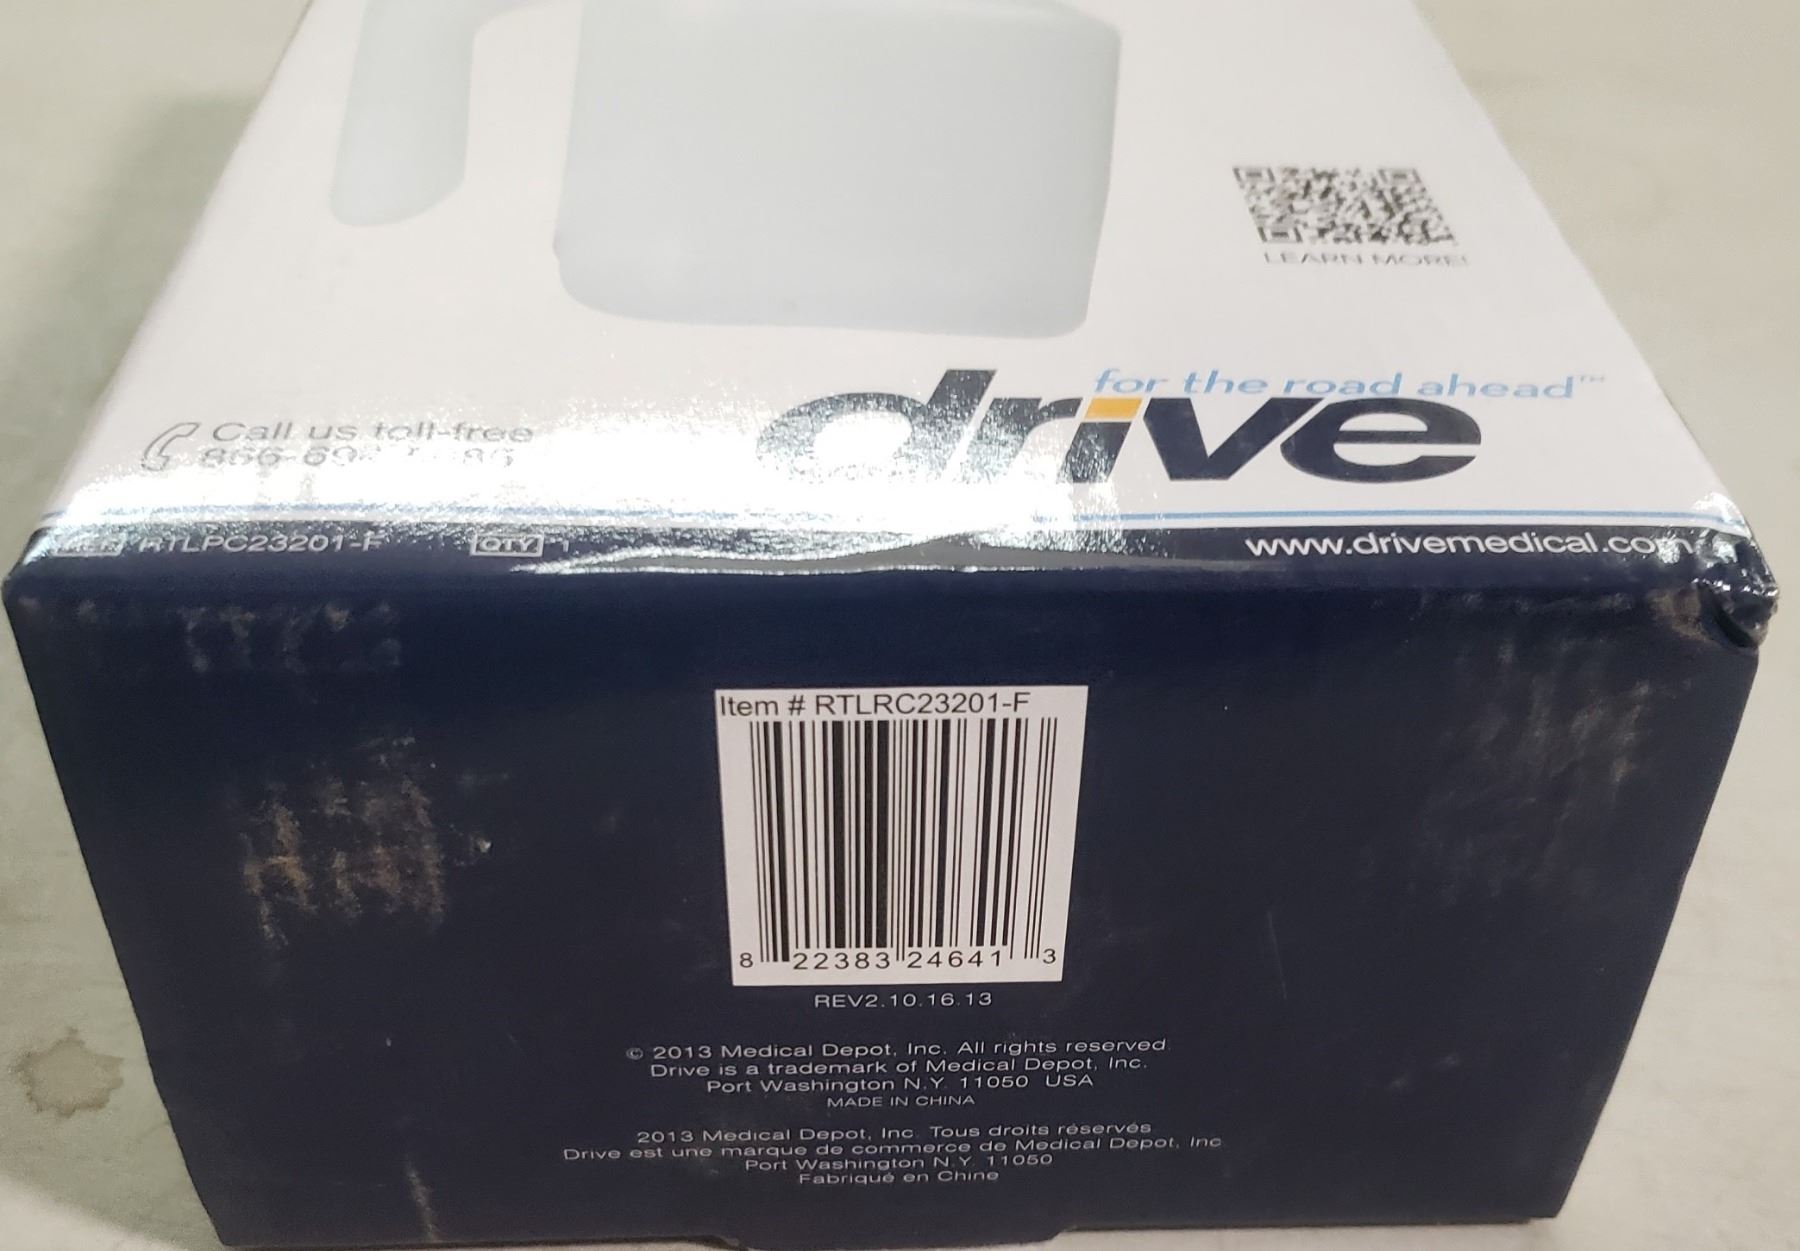 LEARN MORE!
for the road ahead™
drive
Call us toll-free
RTLPC23201-F QTY 1
www.drivemedical.com
Item # RTLRC23201-F
8 22383 24641 3
REV2.10.16.13
© 2013 Medical Depot, Inc. All rights reserved.
Drive is a trademark of Medical Depot, Inc.
Port Washington N.Y. 11050 USA
MADE IN CHINA
2013 Medical Depot, Inc. Tous droits réservés
Drive est une marque de commerce de Medical Depot, Inc
Port Washington N.Y. 11050
Fabriqué en Chine